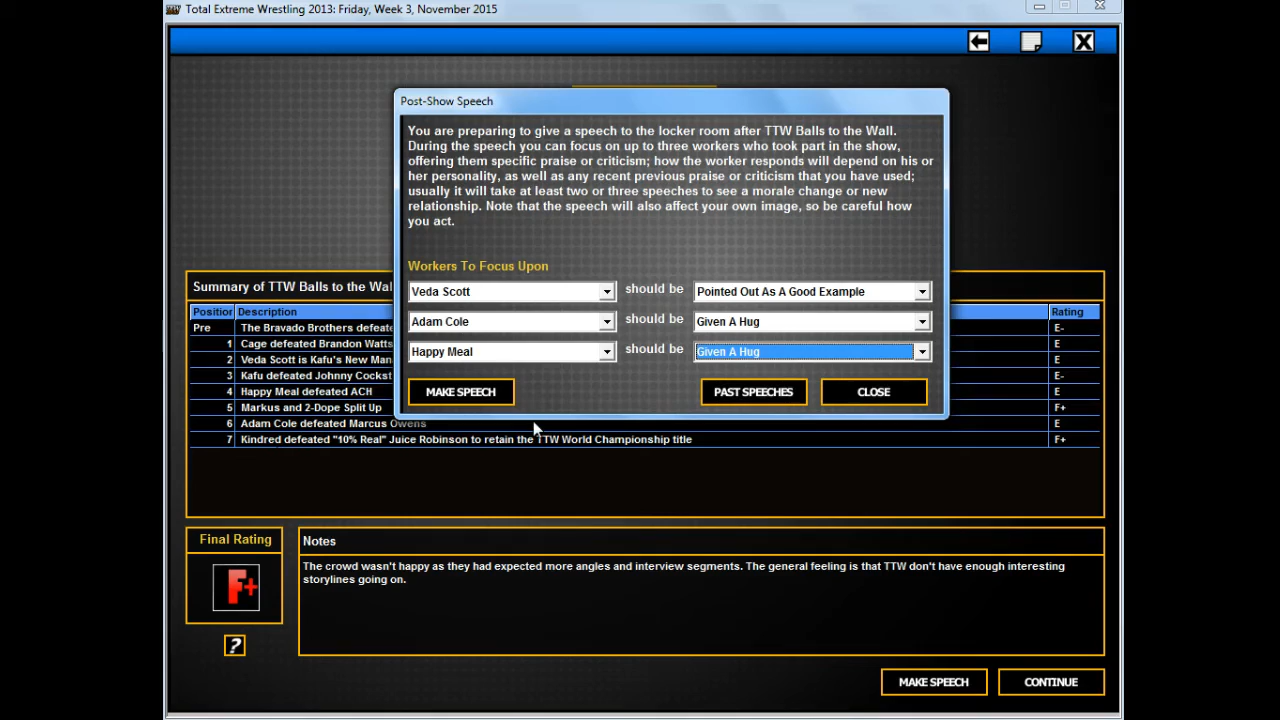 TEW Total Extreme Wrestling 2013: Friday, Week 3, November 2015
Post-Show Speech
You are preparing to give a speech to the locker room after TTW Balls to the Wall.
During the speech you can focus on up to three workers who took part in the show,
offering them specific praise or criticism; how the worker responds will depend on his or
her personality, as well as any recent previous praise or criticism that you have used;
usually it will take at least two or three speeches to see a morale change or new
relationship. Note that the speech will also affect your own image, so be careful how
you act.
Workers To Focus Upon
Veda Scott should be Pointed Out As A Good Example
Adam Cole should be Given A Hug
Happy Meal should be Given A Hug
MAKE SPEECH PAST SPEECHES CLOSE
Summary of TTW Balls to the Wal
Position Description Rating
Pre The Bravado Brothers defeate E-
1 Cage defeated Brandon Watts E
2 Veda Scott is Kafu's New Man E
3 Kafu defeated Johnny Cockst E-
4 Happy Meal defeated ACH E
5 Markus and 2-Dope Split Up F+
6 Adam Cole defeated Marcus Owens E
7 Kindred defeated "10% Real" Juice Robinson to retain the TTW World Championship title F+
Final Rating
F+
?
Notes
The crowd wasn't happy as they had expected more angles and interview segments. The general feeling is that TTW don't have enough interesting
storylines going on.
MAKE SPEECH CONTINUE